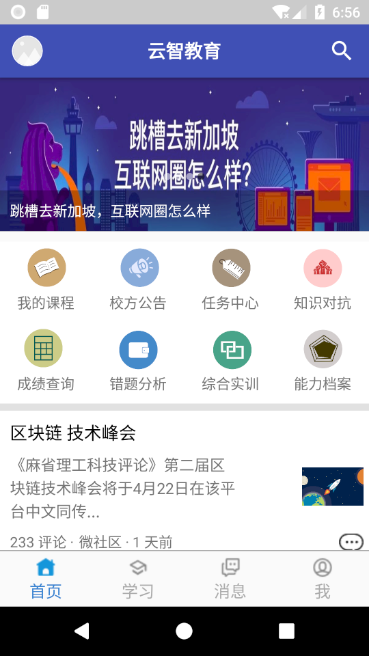 6:56
云智教育
跳槽去新加坡
互联网圈怎么样?
跳槽去新加坡，互联网圈怎么样
我的课程
校方公告
任务中心
知识对抗
成绩查询
错题分析
综合实训
能力档案
区块链 技术峰会
《麻省理工科技评论》第二届区
块链技术峰会将于4月22日在该平
台中文同传...
233 评论 · 微社区 · 1 天前
首页
学习
消息
我